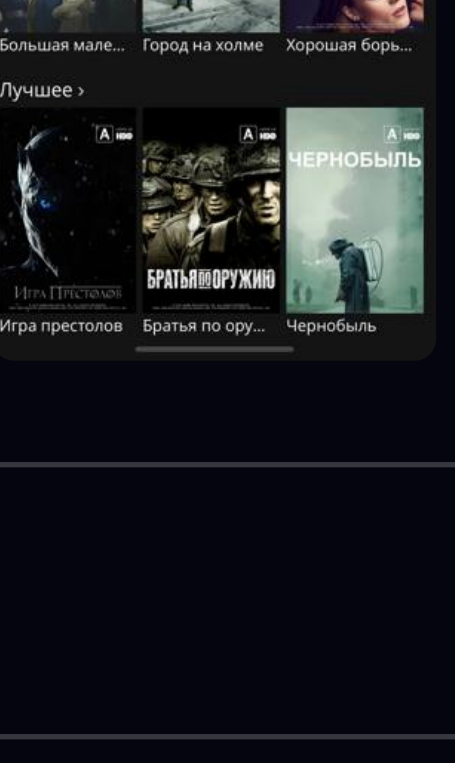 Большая мале...
Город на холме
Хорошая борь...
Лучшее ›
A HBO
A HBO
A HBO
ЧЕРНОБЫЛЬ
ИГРА ПРЕСТОЛОВ
БРАТЬЯ ПО ОРУЖИЮ
Игра престолов
Братья по ору...
Чернобыль